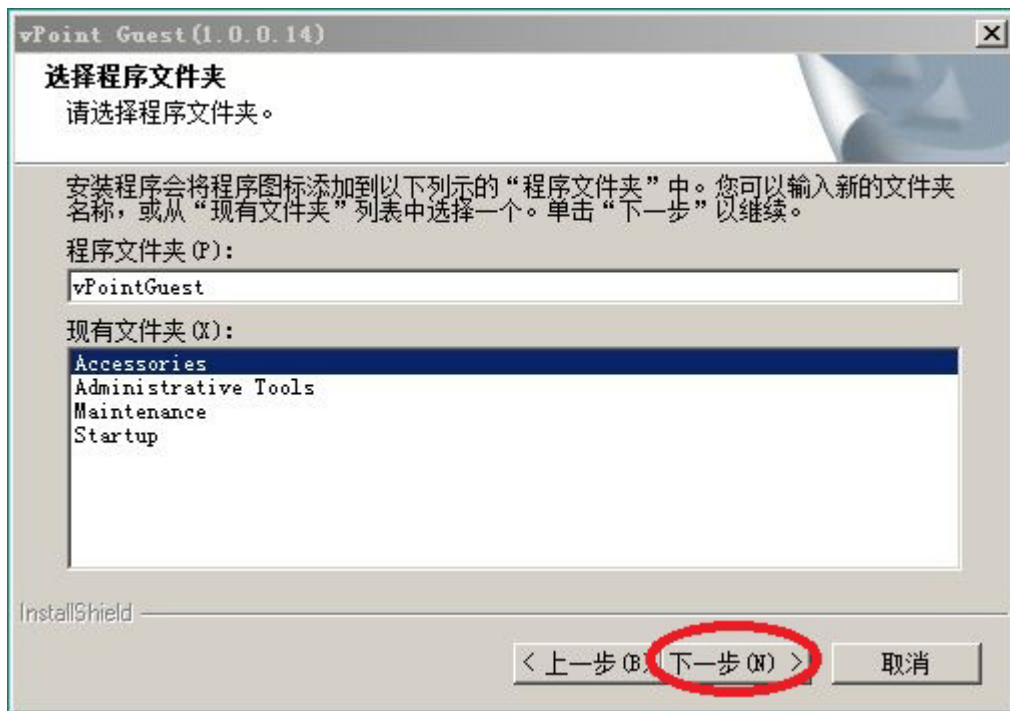 vPoint Guest(1.0.0.14)
选择程序文件夹
请选择程序文件夹。
安装程序会将程序图标添加到以下列示的“程序文件夹”中。您可以输入新的文件夹
名称，或从“现有文件夹”列表中选择一个。单击“下一步”以继续。
程序文件夹(P)：
vPointGuest
现有文件夹(X)：
Accessories
Administrative Tools
Maintenance
Startup
InstallShield
< 上一步(B) 下一步(N) > 取消